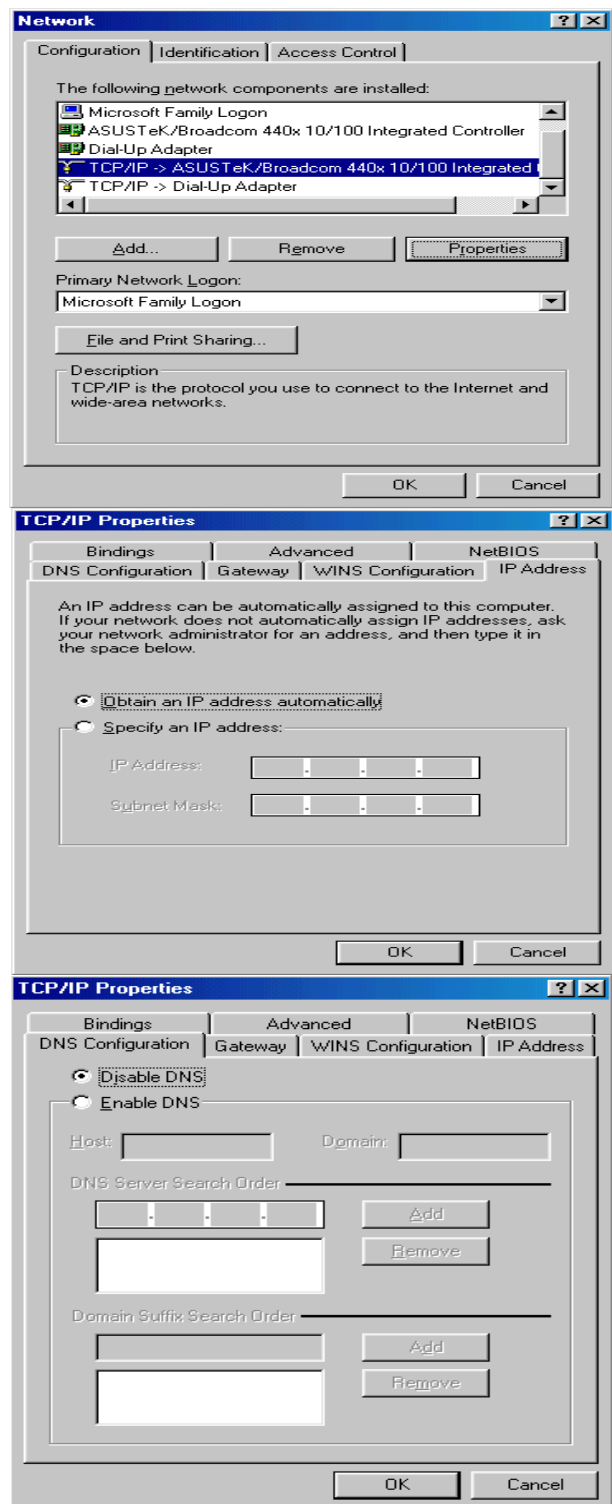 Network
Configuration Identification Access Control
The following network components are installed:
Microsoft Family Logon
ASUSTeK/Broadcom 440x 10/100 Integrated Controller
Dial-Up Adapter
TCP/IP -> ASUSTeK/Broadcom 440x 10/100 Integrated
TCP/IP -> Dial-Up Adapter
Add... Remove Properties
Primary Network Logon:
Microsoft Family Logon
File and Print Sharing...
Description
TCP/IP is the protocol you use to connect to the Internet and
wide-area networks.
OK Cancel
TCP/IP Properties
Bindings Advanced NetBIOS
DNS Configuration Gateway WINS Configuration IP Address
An IP address can be automatically assigned to this computer.
If your network does not automatically assign IP addresses, ask
your network administrator for an address, and then type it in
the space below.
Obtain an IP address automatically
Specify an IP address:
IP Address:
Subnet Mask:
OK Cancel
TCP/IP Properties
Bindings Advanced NetBIOS
DNS Configuration Gateway WINS Configuration IP Address
Disable DNS
Enable DNS
Host: Domain:
DNS Server Search Order
Add
Remove
Domain Suffix Search Order
Add
Remove
OK Cancel